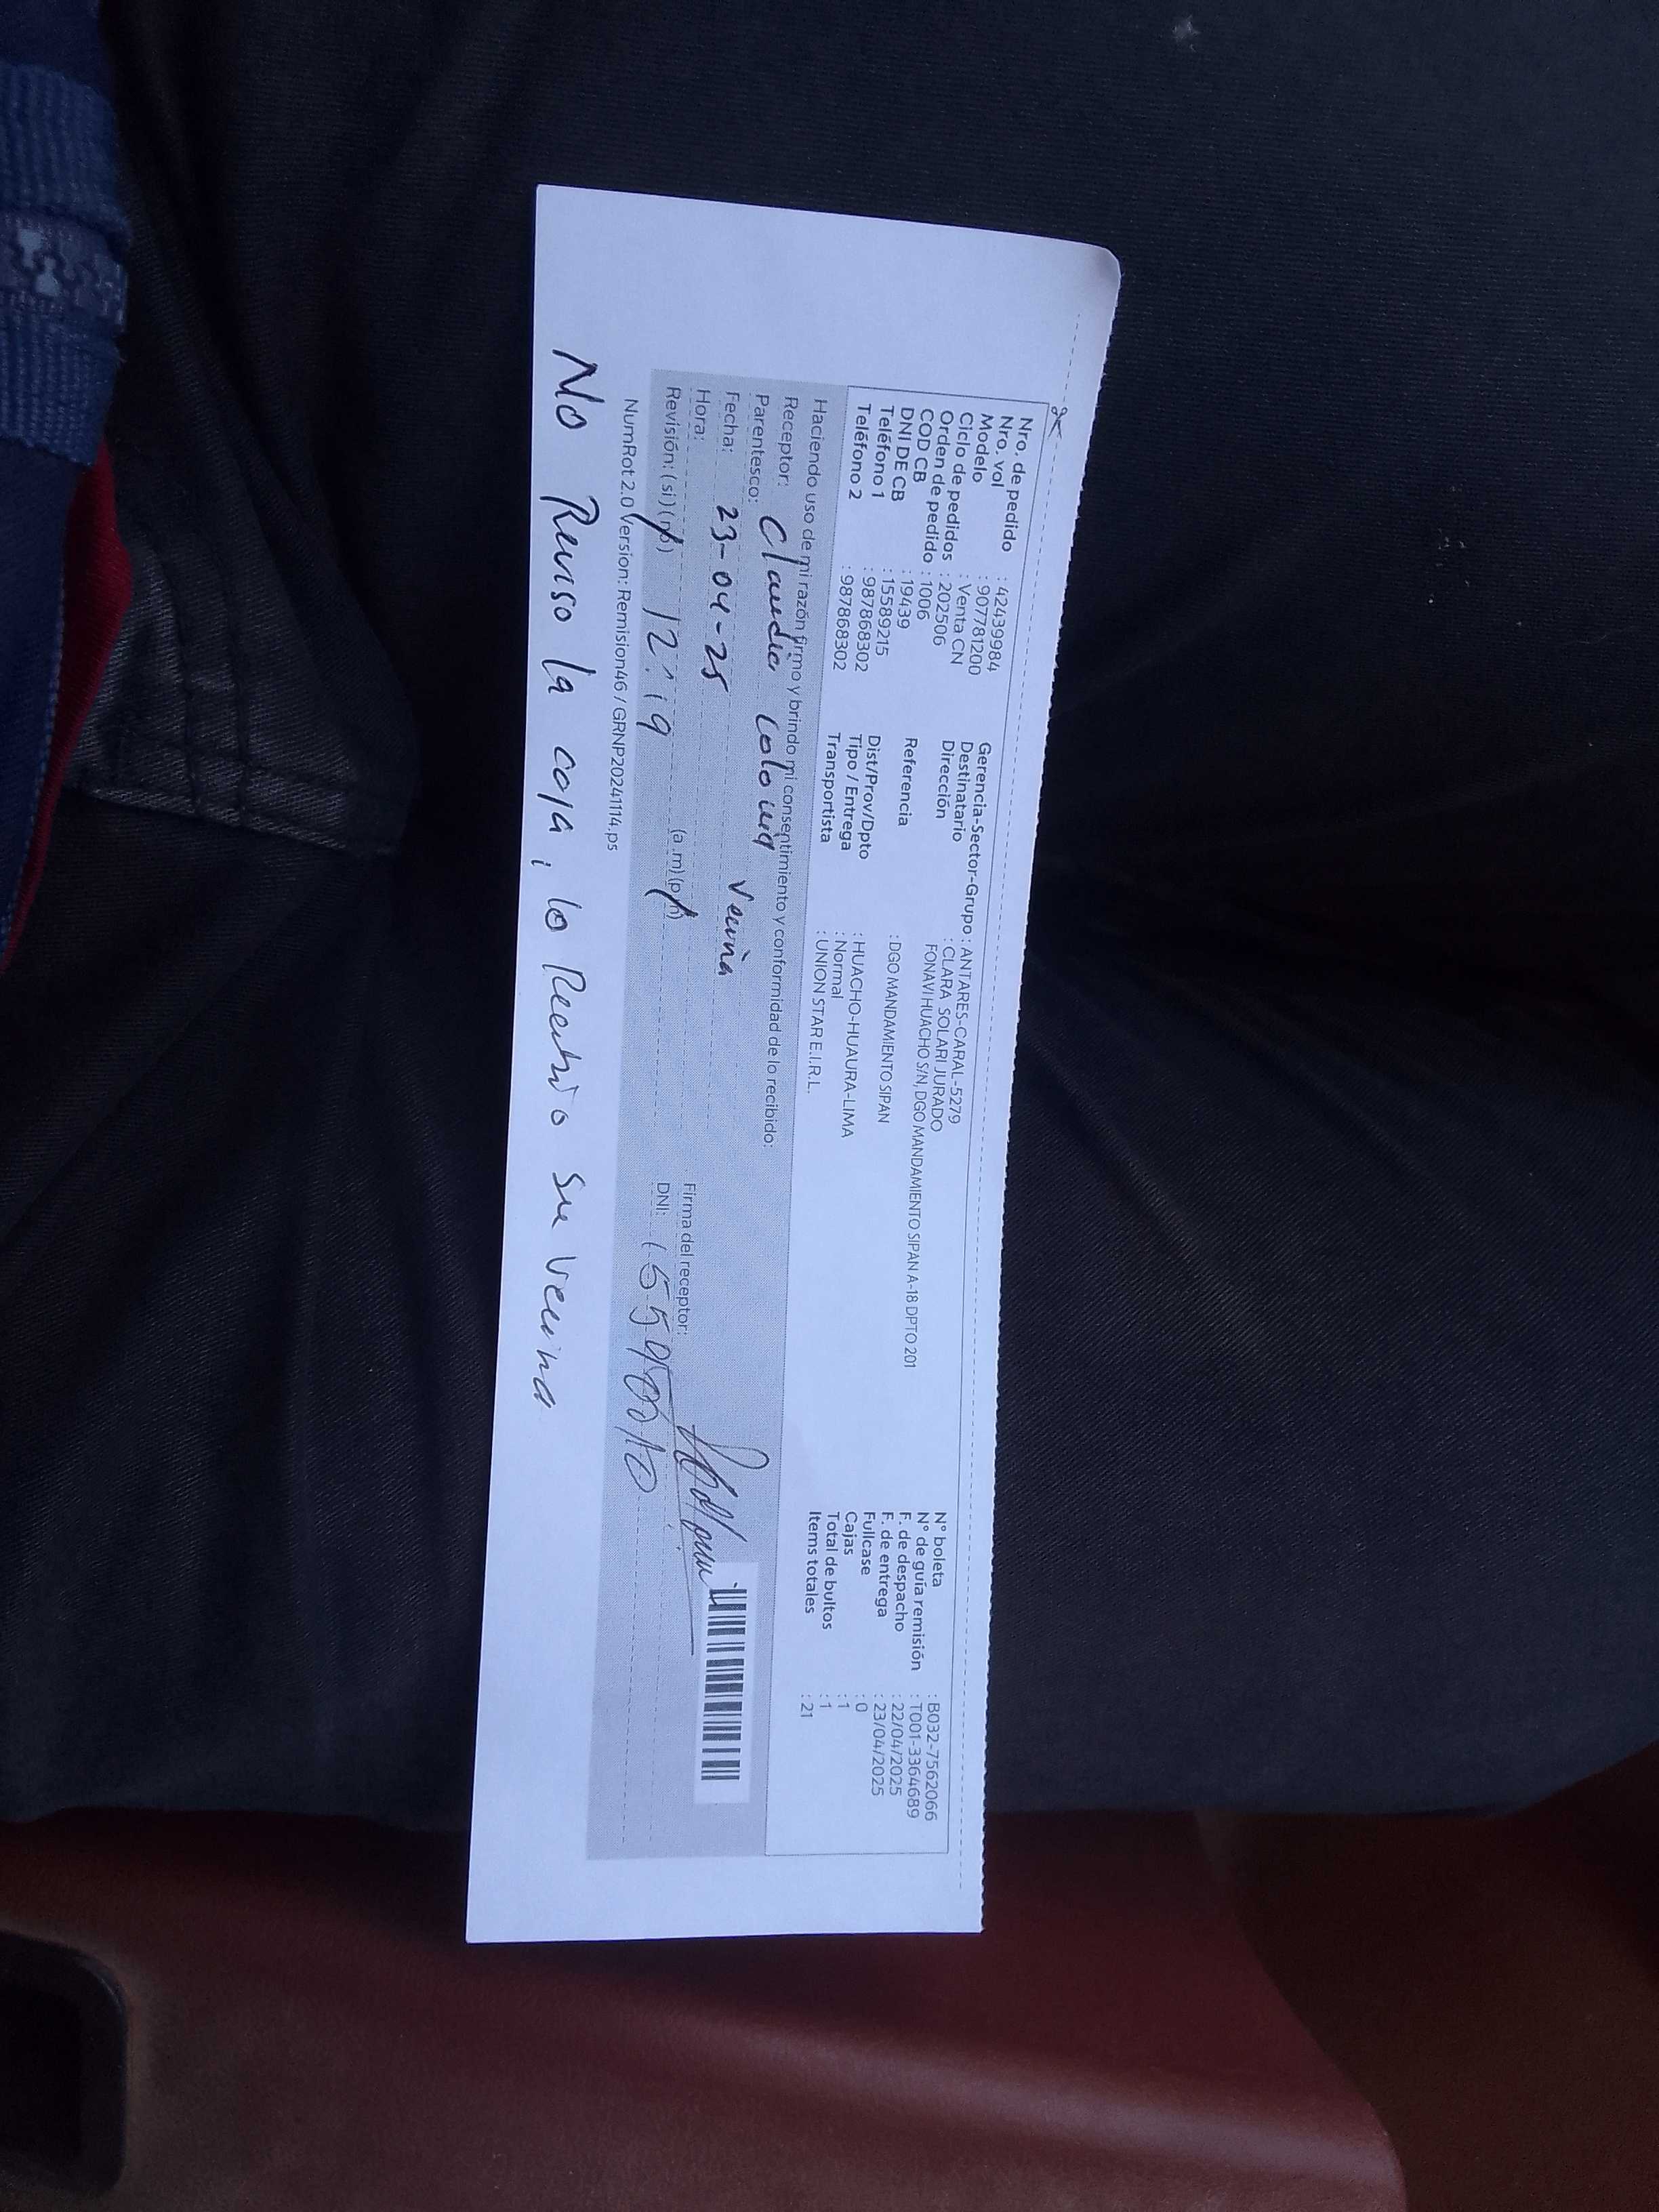 Nro. de pedido : 42439984
Nro. vol : 907781200
Modelo : Venta CN
Ciclo de pedidos : 202506
Orden de pedido : 1006
COD CB : 19439
DNI DE CB : 15589215
Teléfono 1 : 987868302
Teléfono 2 : 987868302
Gerencia-Sector-Grupo : ANTARES-CARAL-5279
Destinatario : CLARA SOLARI JURADO
Dirección FONAVI HUACHO S/N, DGO MANDAMIENTO SIPAN A-18 DPTO 201
Referencia : DGO MANDAMIENTO SIPAN
Dist/Prov/Dpto : HUACHO-HUAURA-LIMA
Tipo / Entrega : Normal
Transportista : UNION STAR E.I.R.L.
N° boleta : B032-7562066
N° de guía remisión : T001-3364689
F. de despacho : 22/04/2025
F. de entrega : 23/04/2025
Fullcase : 0
Cajas : 1
Total de bultos : 1
Items totales : 21
Haciendo uso de mi razón firmo y brindo mi consentimiento y conformidad de lo recibido:
Receptor: Claudia
Parentesco: Vecina
Fecha: 23-04-25
Hora: 12:19 (a.m) (p.m)
Revisión: (si) (no)
Firma del receptor:
DNI:
NumRot 2.0 Version: Remision46 / GRNP20241114.ps
No Reviso la caja, lo Recibio su vecina